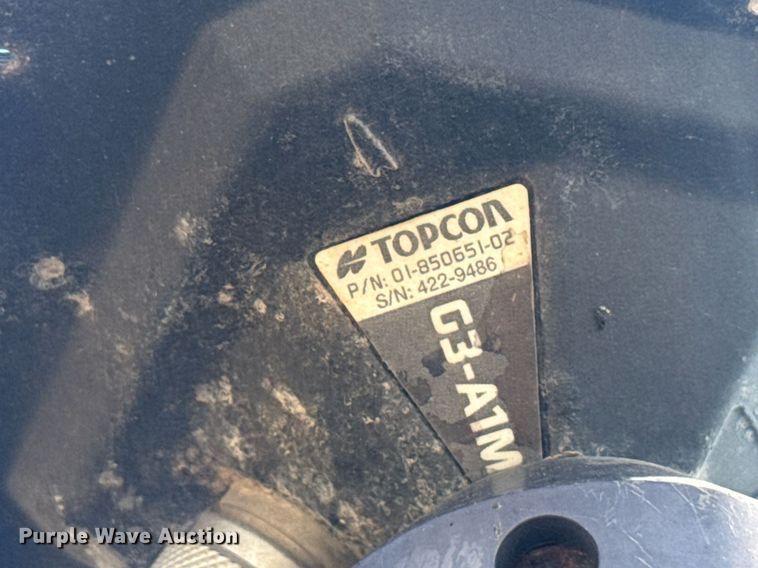 TOPCON
P/N: 01-850651-02
S/N: 422-9486
G3-A1M
Purple Wave Auction